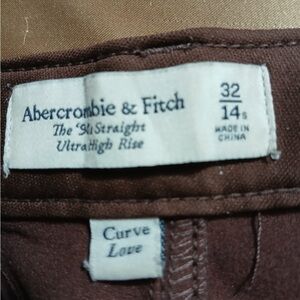 Abercrombie & Fitch
The '90s Straight
Ultra High Rise
32
14s
MADE IN
CHINA
Curve
Love